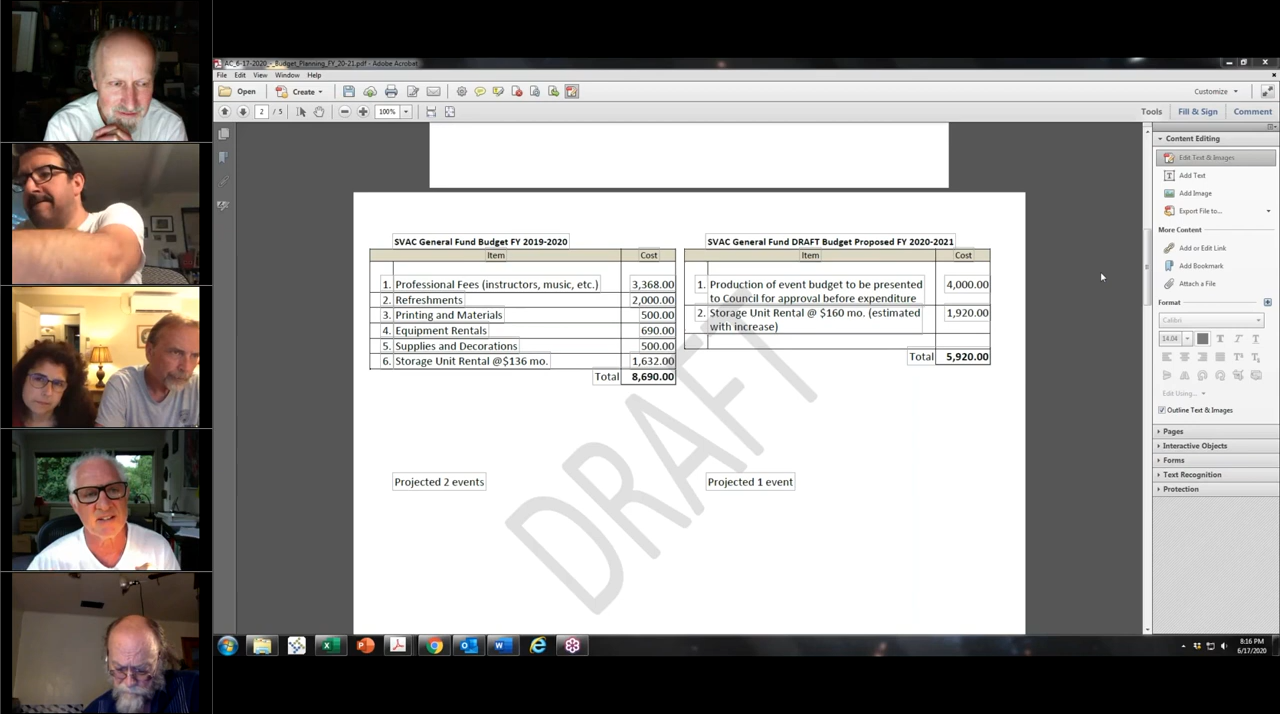 AC_6-17-2020_-_Budget_Planning_FY_20-21.pdf - Adobe Acrobat
File Edit View Window Help
Open Create Customize
2 / 5 100% Tools Fill & Sign Comment
Content Editing
Edit Text & Images
Add Text
Add Image
Export File to...
More Content
Add or Edit Link
Add Bookmark
Attach a File
Format
Calibri
14.04
Edit Using...
Outline Text & Images
Pages
Interactive Objects
Forms
Text Recognition
Protection
SVAC General Fund Budget FY 2019-2020
Item Cost
1. Professional Fees (instructors, music, etc.) 3,368.00
2. Refreshments 2,000.00
3. Printing and Materials 500.00
4. Equipment Rentals 690.00
5. Supplies and Decorations 500.00
6. Storage Unit Rental @$136 mo. 1,632.00
Total 8,690.00
Projected 2 events
SVAC General Fund DRAFT Budget Proposed FY 2020-2021
Item Cost
1. Production of event budget to be presented 4,000.00
to Council for approval before expenditure
2. Storage Unit Rental @ $160 mo. (estimated 1,920.00
with increase)
Total 5,920.00
Projected 1 event
DRAFT
8:16 PM
6/17/2020